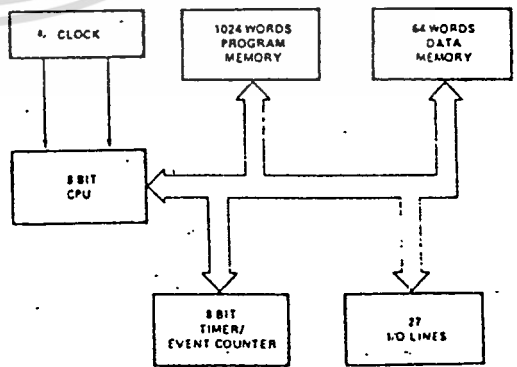 CLOCK
1024 WORDS
PROGRAM
MEMORY
64 WORDS
DATA
MEMORY
8 BIT
CPU
8 BIT
TIMER/
EVENT COUNTER
27
I/O LINES